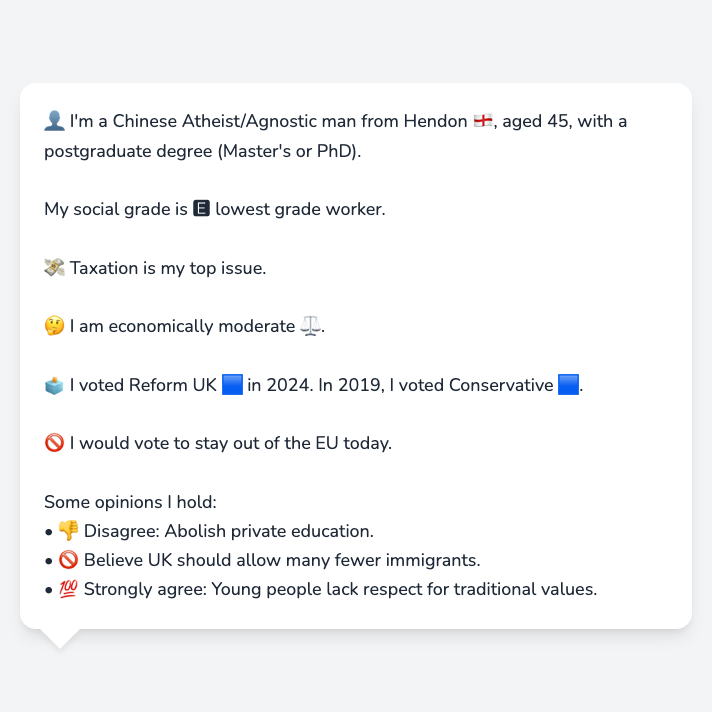 👤 I'm a Chinese Atheist/Agnostic man from Hendon 🏴󠁧󠁢󠁥󠁮󠁧󠁿, aged 45, with a
postgraduate degree (Master's or PhD).
My social grade is 🅴 lowest grade worker.
💸 Taxation is my top issue.
🤔 I am economically moderate ⚖️.
🗳️ I voted Reform UK 🟦 in 2024. In 2019, I voted Conservative 🟦.
🚫 I would vote to stay out of the EU today.
Some opinions I hold:
• 👎 Disagree: Abolish private education.
• 🚫 Believe UK should allow many fewer immigrants.
• 💯 Strongly agree: Young people lack respect for traditional values.